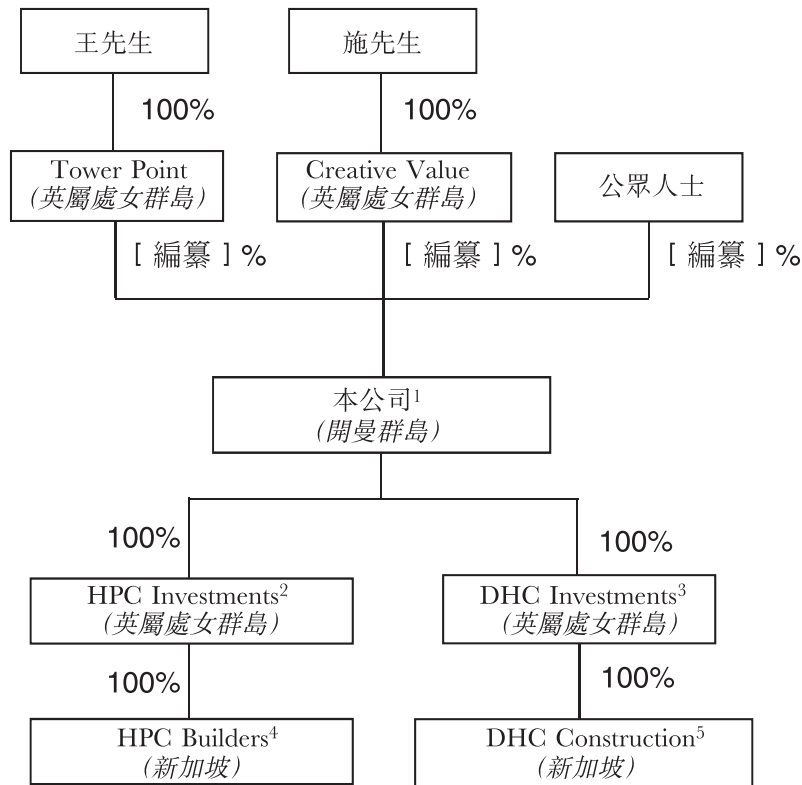 王先生
施先生
100%
100%
Tower Point
(英屬處女群島)
Creative Value
(英屬處女群島)
公眾人士
[編纂]%
[編纂]%
[編纂]%
本公司1
(開曼群島)
100%
100%
HPC Investments2
(英屬處女群島)
DHC Investments3
(英屬處女群島)
100%
100%
HPC Builders4
(新加坡)
DHC Construction5
(新加坡)